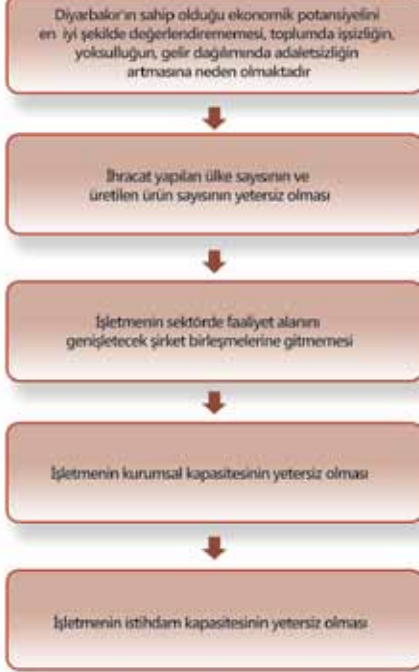 Diyarbakır'ın sahip olduğu ekonomik potansiyelini
en iyi şekilde değerlendirememesi, toplumda işsizliğin,
yoksulluğun, gelir dağılımında adaletsizliğin
artmasına neden olmaktadır
İhracat yapılan ülke sayısının ve
üretilen ürün sayısının yetersiz olması
İşletmenin sektörde faaliyet alanını
genişletecek şirket birleşmelerine gitmemesi
İşletmenin kurumsal kapasitesinin yetersiz olması
İşletmenin istihdam kapasitesinin yetersiz olması